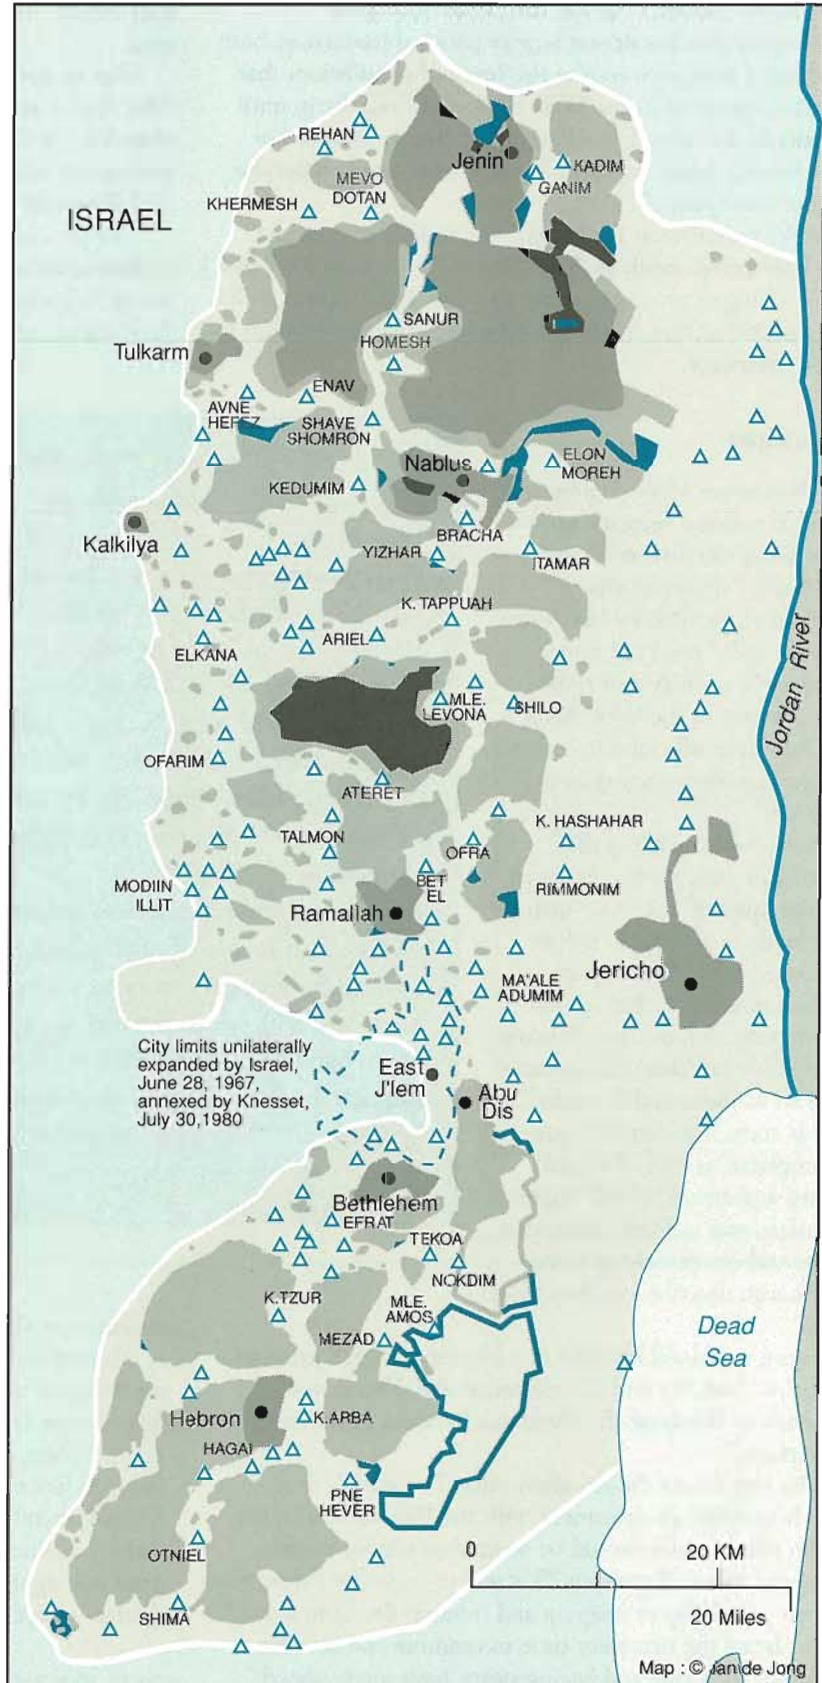 REHAN
Jenin
KADIM
GANIM
MEVO
DOTAN
KHERMESH
ISRAEL
SANUR
HOMESH
Tulkarm
ENAV
AVNE
HEFEZ
SHAVE
SHOMRON
Nablus
ELON
MOREH
KEDUMIM
BRACHA
Kalkilya
YIZHAR
ITAMAR
K. TAPPUAH
ARIEL
ELKANA
Jordan River
MLE.
LEVONA
SHILO
OFARIM
ATERET
K. HASHAHAR
TALMON
OFRA
BET
EL
RIMMONIM
MODIIN
ILLIT
Ramallah
Jericho
MA'ALE
ADUMIM
City limits unilaterally
expanded by Israel,
June 28, 1967,
annexed by Knesset,
July 30,1980
East
J'lem
Abu
Dis
Bethlehem
EFRAT
TEKOA
NOKDIM
K.TZUR
MLE.
AMOS
MEZAD
Dead
Sea
Hebron
K.ARBA
HAGAI
PNE
HEVER
OTNIEL
SHIMA
0
20 KM
20 Miles
Map : © Jan de Jong